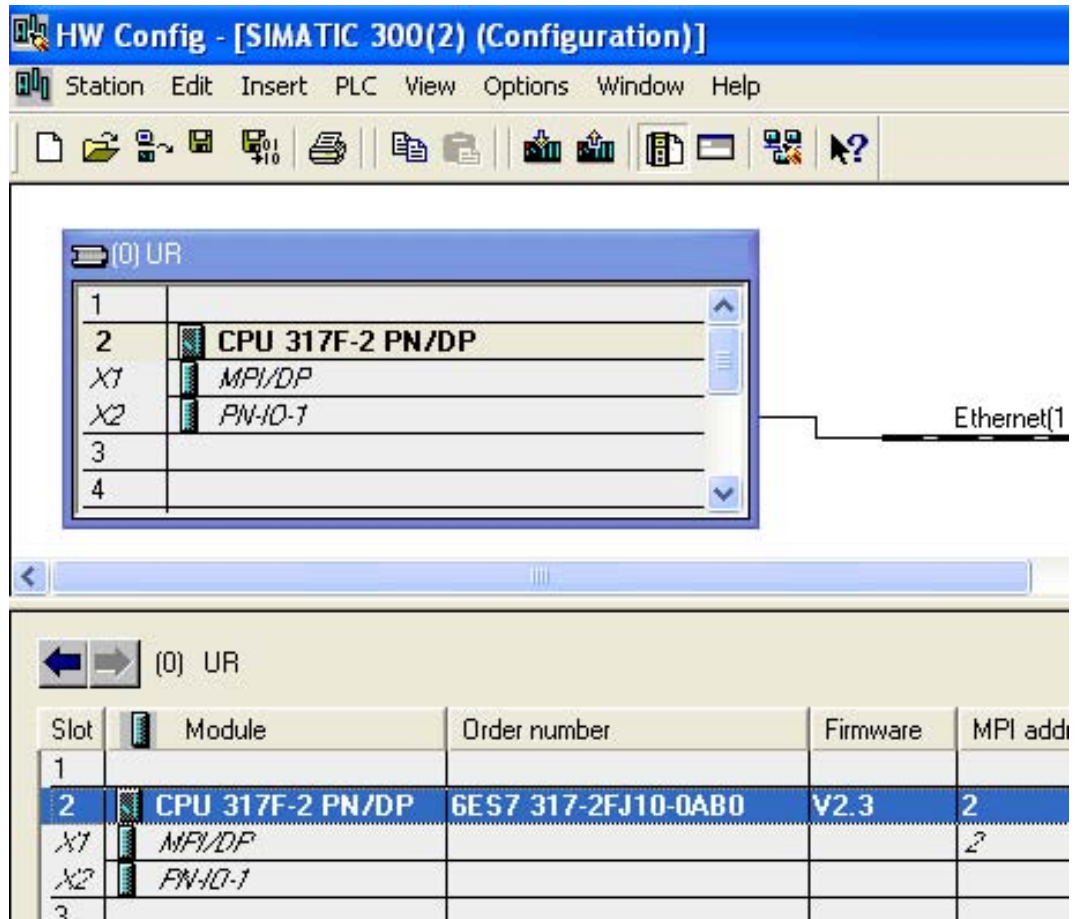 HW Config - [SIMATIC 300(2) (Configuration)]
Station Edit Insert PLC View Options Window Help
(0) UR
1
2 CPU 317F-2 PN/DP
X1 MPI/DP
X2 PN-IO-1
3
4
Ethernet(1
(0) UR
Slot Module Order number Firmware MPI addr
1
2 CPU 317F-2 PN/DP 6ES7 317-2FJ10-0AB0 V2.3 2
X1 MPI/DP 2
X2 PN-IO-1
3